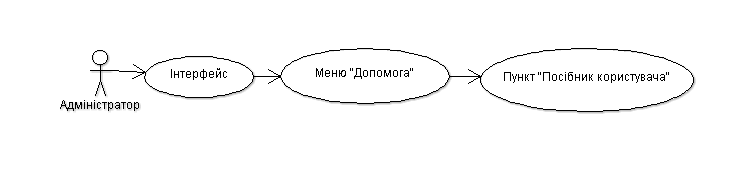 Адміністратор
Інтерфейс
Меню "Допомога"
Пункт "Посібник користувача"